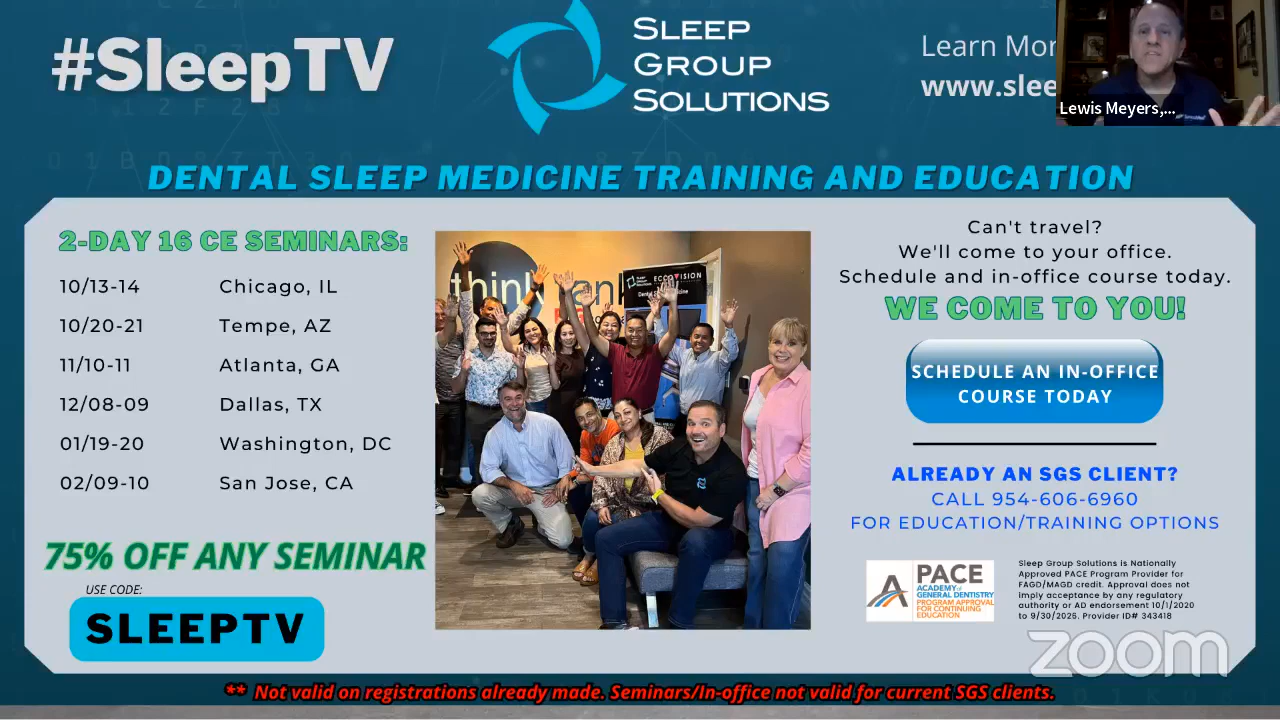 #SleepTV
SLEEP
GROUP
SOLUTIONS
Learn Mor
www.slee
Lewis Meyers,...
DENTAL SLEEP MEDICINE TRAINING AND EDUCATION
2-DAY 16 CE SEMINARS:
10/13-14 Chicago, IL
10/20-21 Tempe, AZ
11/10-11 Atlanta, GA
12/08-09 Dallas, TX
01/19-20 Washington, DC
02/09-10 San Jose, CA
75% OFF ANY SEMINAR
USE CODE:
SLEEPTV
think
SLEEP
GROUP
SOLUTIONS
ECCOVISION
Can't travel?
We'll come to your office.
Schedule and in-office course today.
WE COME TO YOU!
SCHEDULE AN IN-OFFICE
COURSE TODAY
ALREADY AN SGS CLIENT?
CALL 954-606-6960
FOR EDUCATION/TRAINING OPTIONS
PACE
ACADEMY of
GENERAL DENTISTRY
PROGRAM APPROVAL
FOR CONTINUING
EDUCATION
Sleep Group Solutions is Nationally
Approved PACE Program Provider for
FAGD/MAGD credit. Approval does not
imply acceptance by any regulatory
authority or AD endorsement 10/1/2020
to 9/30/2026. Provider ID# 343418
zoom
** Not valid on registrations already made. Seminars/In-office not valid for current SGS clients.